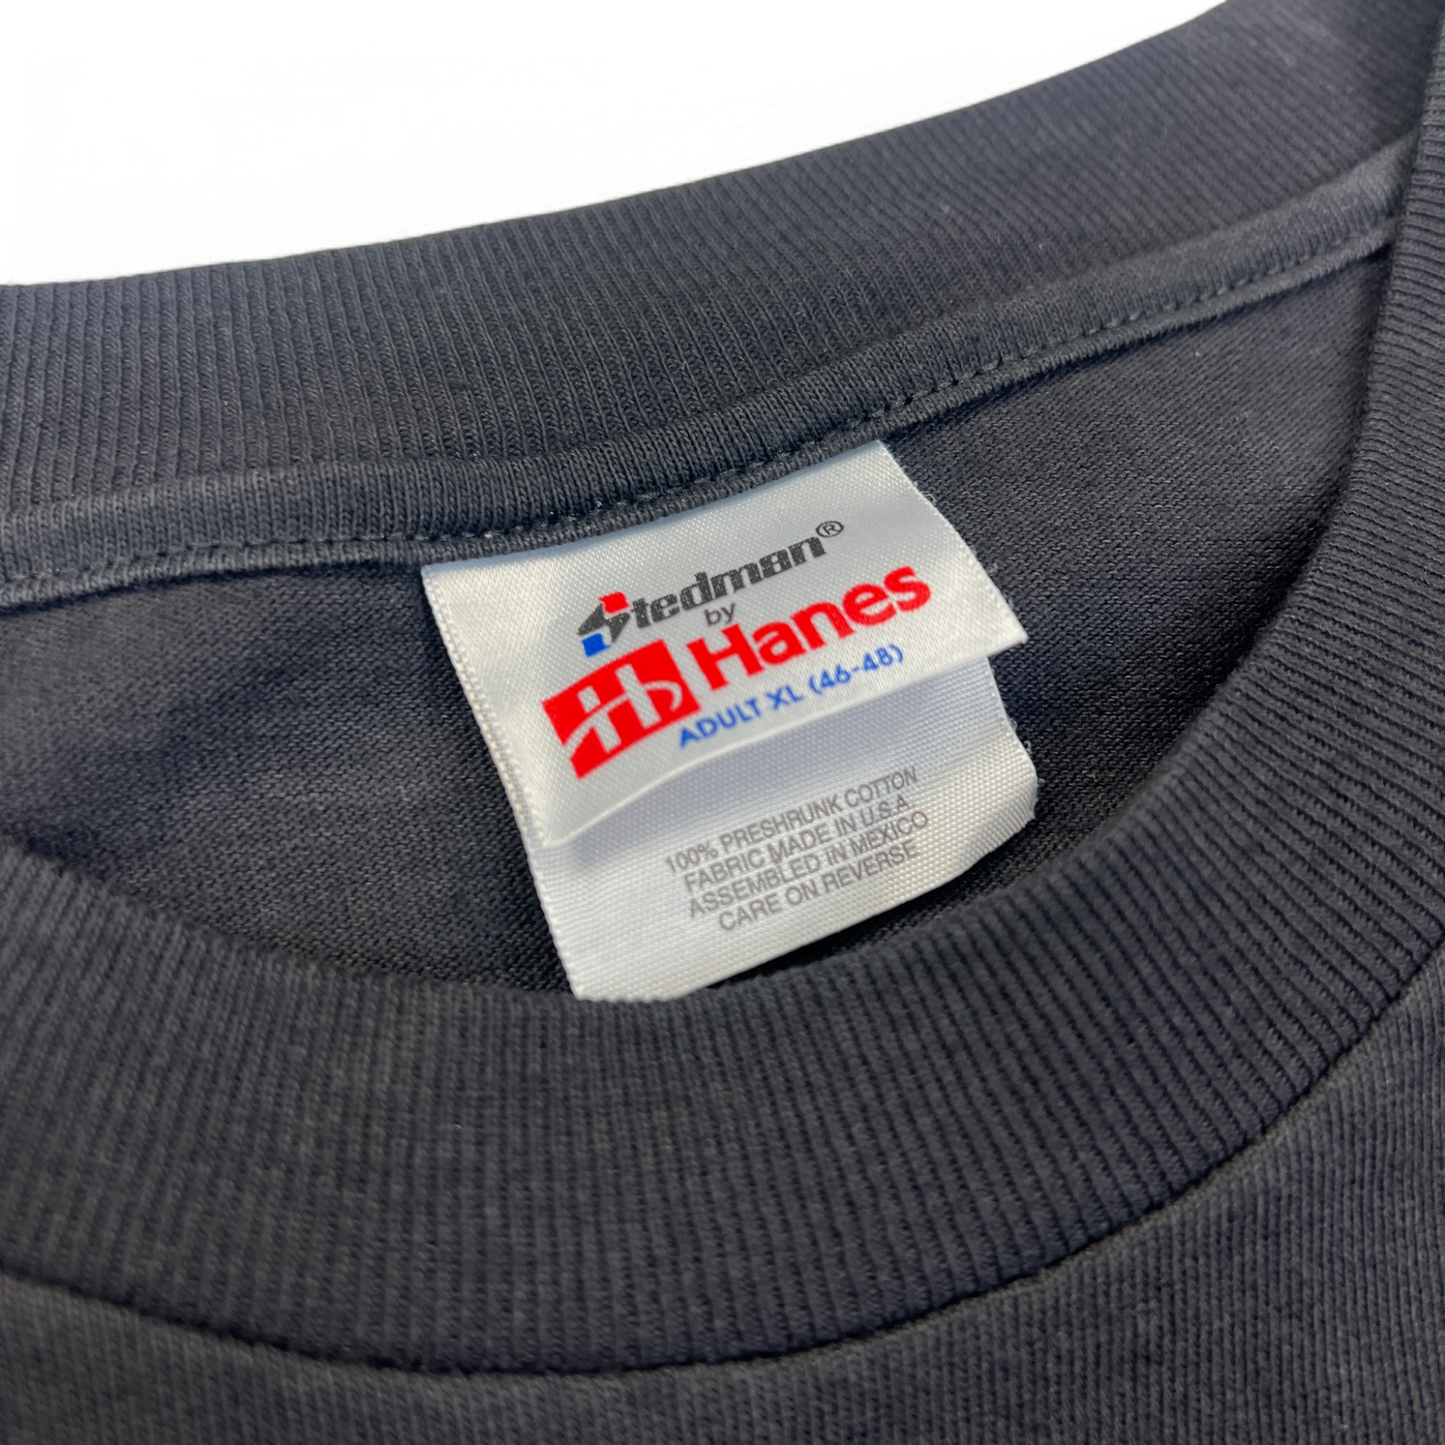 Stedman®
by
Hanes
ADULT XL (46-48)
100% PRESHRUNK COTTON
FABRIC MADE IN U.S.A.
ASSEMBLED IN MEXICO
CARE ON REVERSE